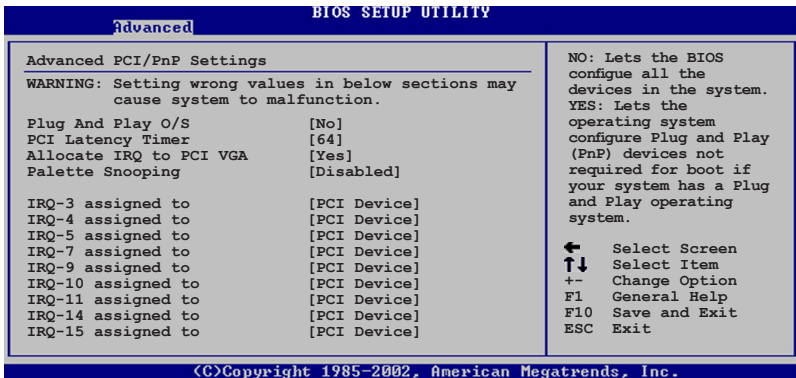 BIOS SETUP UTILITY
Advanced
Advanced PCI/PnP Settings
WARNING: Setting wrong values in below sections may
cause system to malfunction.
Plug And Play O/S [No]
PCI Latency Timer [64]
Allocate IRQ to PCI VGA [Yes]
Palette Snooping [Disabled]
IRQ-3 assigned to [PCI Device]
IRQ-4 assigned to [PCI Device]
IRQ-5 assigned to [PCI Device]
IRQ-7 assigned to [PCI Device]
IRQ-9 assigned to [PCI Device]
IRQ-10 assigned to [PCI Device]
IRQ-11 assigned to [PCI Device]
IRQ-14 assigned to [PCI Device]
IRQ-15 assigned to [PCI Device]
NO: Lets the BIOS
configue all the
devices in the system.
YES: Lets the
operating system
configure Plug and Play
(PnP) devices not
required for boot if
your system has a Plug
and Play operating
system.
← Select Screen
↑↓ Select Item
+- Change Option
F1 General Help
F10 Save and Exit
ESC Exit
(C)Copyright 1985-2002, American Megatrends, Inc.